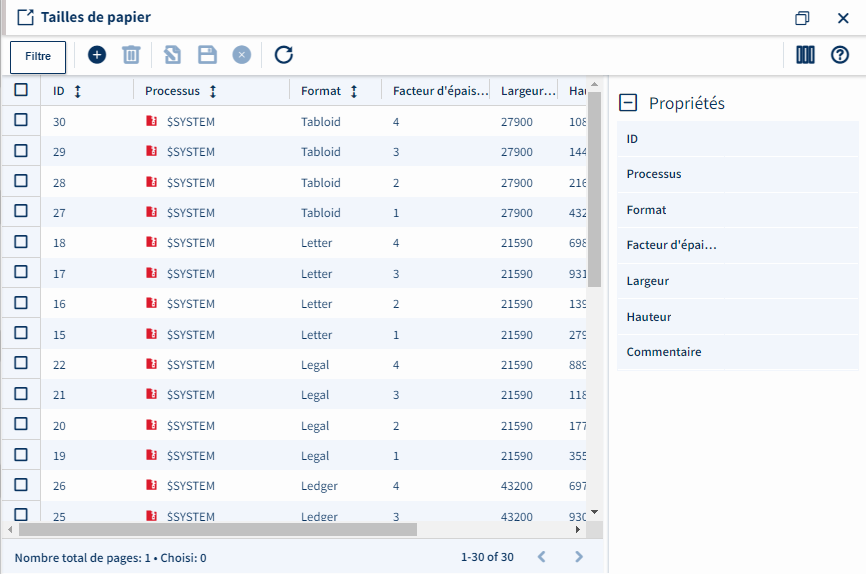 Tailles de papier
Filtre
ID Processus Format Facteur d'épais... Largeur... Hau
30 $SYSTEM Tabloid 4 27900 108
29 $SYSTEM Tabloid 3 27900 144
28 $SYSTEM Tabloid 2 27900 216
27 $SYSTEM Tabloid 1 27900 432
18 $SYSTEM Letter 4 21590 698
17 $SYSTEM Letter 3 21590 931
16 $SYSTEM Letter 2 21590 139
15 $SYSTEM Letter 1 21590 279
22 $SYSTEM Legal 4 21590 889
21 $SYSTEM Legal 3 21590 118
20 $SYSTEM Legal 2 21590 177
19 $SYSTEM Legal 1 21590 355
26 $SYSTEM Ledger 4 43200 697
25 $SYSTEM Ledger 3 43200 930
Nombre total de pages: 1 • Choisi: 0
1-30 of 30
Propriétés
ID
Processus
Format
Facteur d'épai...
Largeur
Hauteur
Commentaire